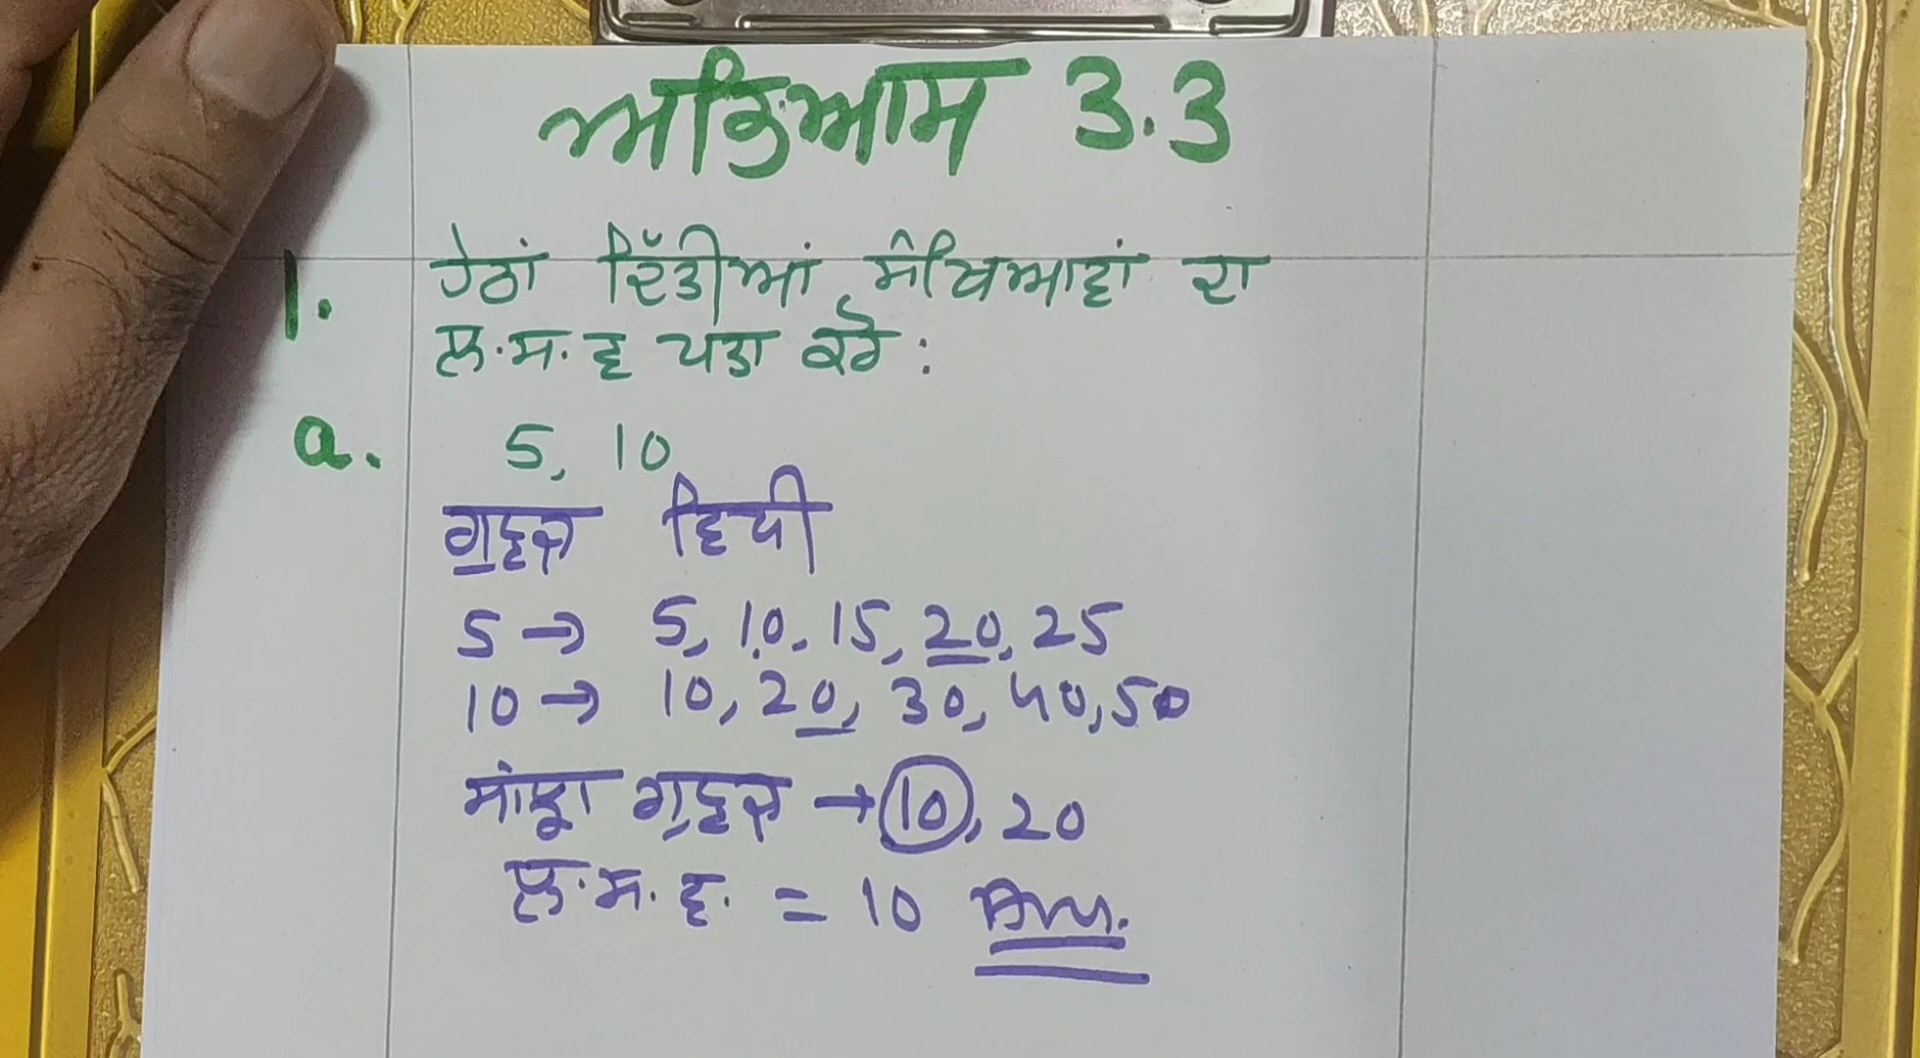 ਅਭਿਆਸ 3.3
1. ਹੇਠਾਂ ਦਿੱਤੀਆਂ ਸੰਖਿਆਵਾਂ ਦਾ
ਲ.ਸ.ਵ ਪਤਾ ਕਰੋ :
a. 5, 10
ਗੁਣਜ ਵਿਧੀ
5 → 5, 10, 15, 20, 25
10 → 10, 20, 30, 40, 50
ਸਾਂਝਾ ਗੁਣਜ → 10, 20
ਲ.ਸ.ਵ. = 10 Ans.